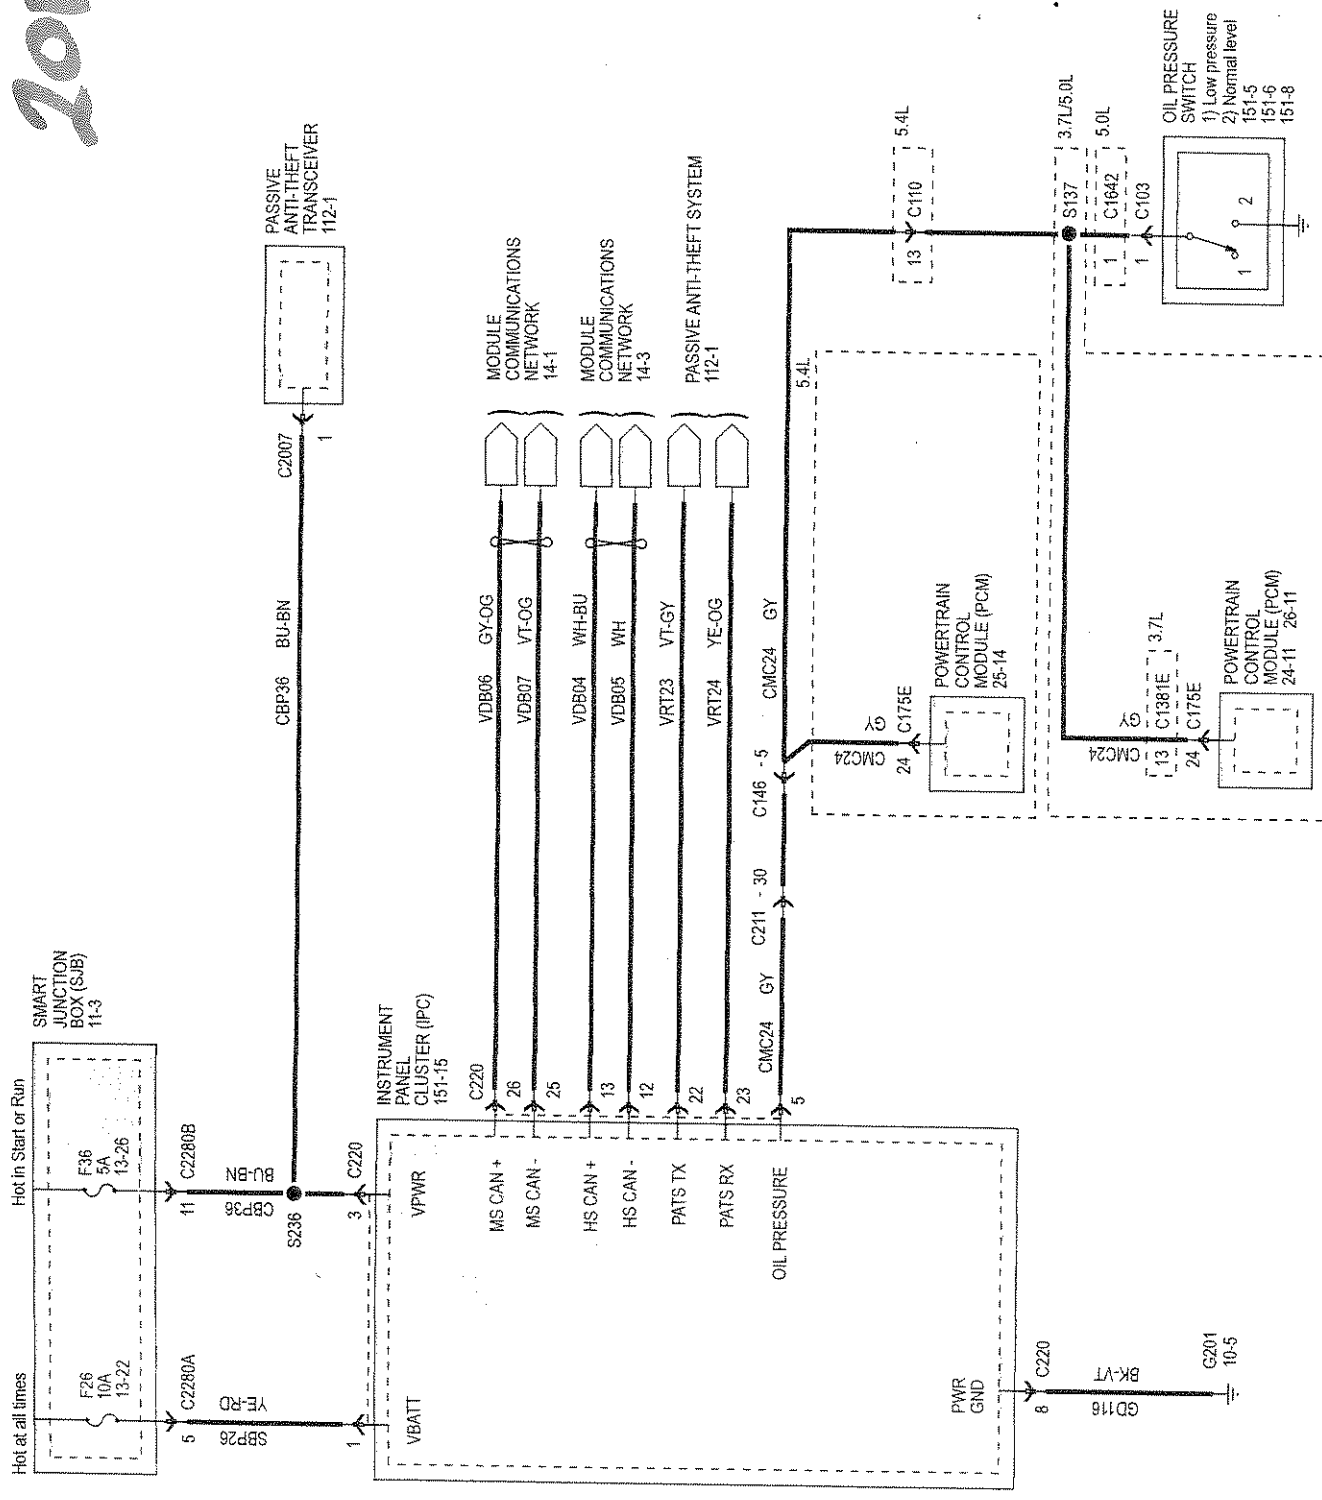 Hot at all times
Hot in Start or Run
SMART
JUNCTION
BOX (SJB)
11-3
F26
10A
13-22
F36
5A
13-26
5
C2280A
11
C2280B
SBP26
YE-RD
CBP36
BU-BN
S236
CBP36
BU-BN
C2007
1
PASSIVE
ANTI-THEFT
TRANSCEIVER
112-1
1
3
C220
INSTRUMENT
PANEL
CLUSTER (IPC)
151-15
VBATT
VPWR
C220
MS CAN +
26
VDB06
GY-OG
MS CAN -
25
VDB07
VT-OG
MODULE
COMMUNICATIONS
NETWORK
14-1
HS CAN +
13
VDB04
WH-BU
HS CAN -
12
VDB05
WH
MODULE
COMMUNICATIONS
NETWORK
14-3
PATS TX
22
VRT23
VT-GY
PATS RX
23
VRT24
YE-OG
PASSIVE ANTI-THEFT SYSTEM
112-1
OIL PRESSURE
5
CMC24
GY
C211 - 30
C146 - 5
CMC24
GY
5.4L
CMC24
GY
24
C175E
POWERTRAIN
CONTROL
MODULE (PCM)
25-14
13
C110
5.4L
S137
3.7L/5.0L
1
C1642
5.0L
1
C103
OIL PRESSURE
SWITCH
1) Low pressure
2) Normal level
151-5
151-6
151-8
1
2
CMC24
GY
13
C1381E
3.7L
24
C175E
POWERTRAIN
CONTROL
MODULE (PCM)
24-11 26-11
PWR
GND
8
C220
GD116
BK-VT
G201
10-5